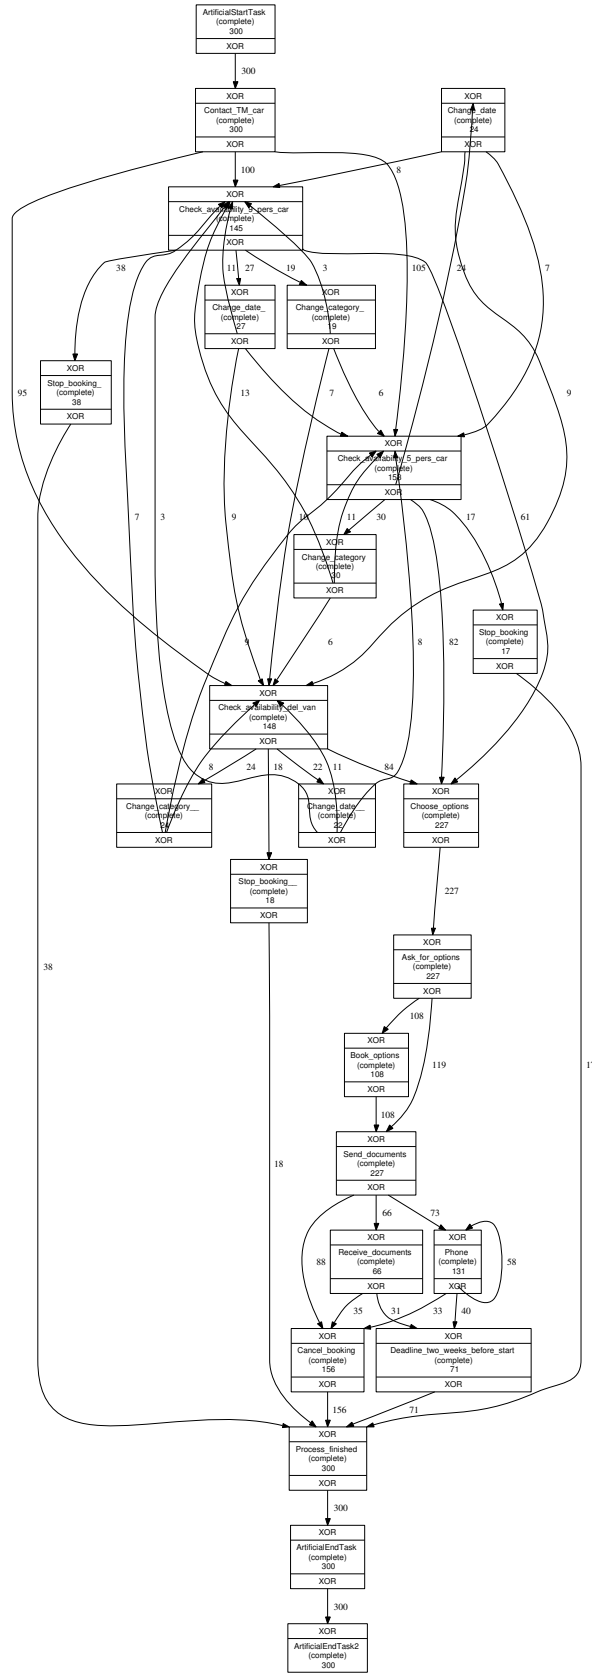 ArtificialStartTask
(complete)
300
XOR
300
XOR
Contact_TM_car
(complete)
300
XOR
XOR
Change_date
(complete)
24
XOR
100
8
XOR
Check_availability_9_pers_car
(complete)
145
XOR
38
11
27
19
3
105
24
7
XOR
Change_date_
(complete)
27
XOR
XOR
Change_category_
(complete)
19
XOR
XOR
Stop_booking_
(complete)
38
XOR
95
13
7
6
9
XOR
Check_availability_5_pers_car
(complete)
158
XOR
7
3
9
10
11
30
17
61
XOR
Change_category
(complete)
30
XOR
XOR
Stop_booking
(complete)
17
XOR
9
6
8
82
XOR
Check_availability_del_van
(complete)
148
XOR
8
24
18
22
11
84
XOR
Change_category__
(complete)
24
XOR
XOR
Change_date__
(complete)
22
XOR
XOR
Choose_options
(complete)
227
XOR
XOR
Stop_booking__
(complete)
18
XOR
227
XOR
Ask_for_options
(complete)
227
XOR
38
108
119
XOR
Book_options
(complete)
108
XOR
108
XOR
Send_documents
(complete)
227
XOR
18
66
73
88
XOR
Receive_documents
(complete)
66
XOR
XOR
Phone
(complete)
131
XOR
58
35
31
33
40
XOR
Cancel_booking
(complete)
156
XOR
XOR
Deadline_two_weeks_before_start
(complete)
71
XOR
156
71
XOR
Process_finished
(complete)
300
XOR
300
XOR
ArtificialEndTask
(complete)
300
XOR
300
XOR
ArtificialEndTask2
(complete)
300